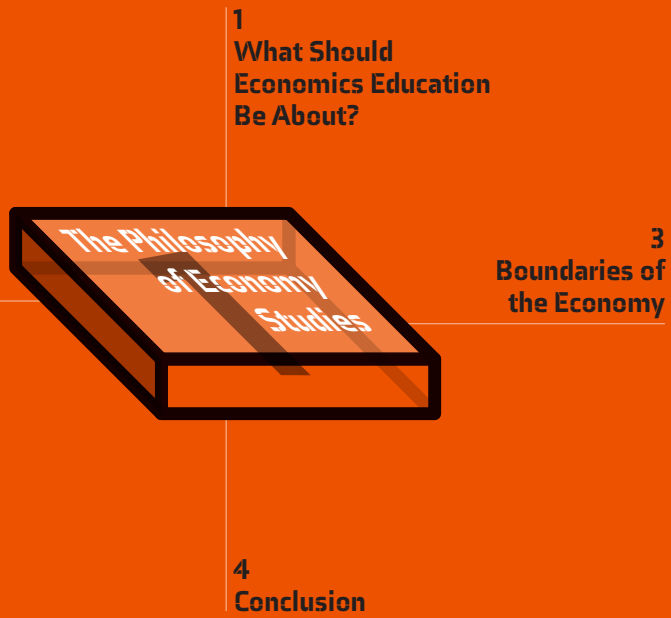 1
What Should
Economics Education
Be About?
The Philosophy
of Economy
Studies
3
Boundaries of
the Economy
4
Conclusion